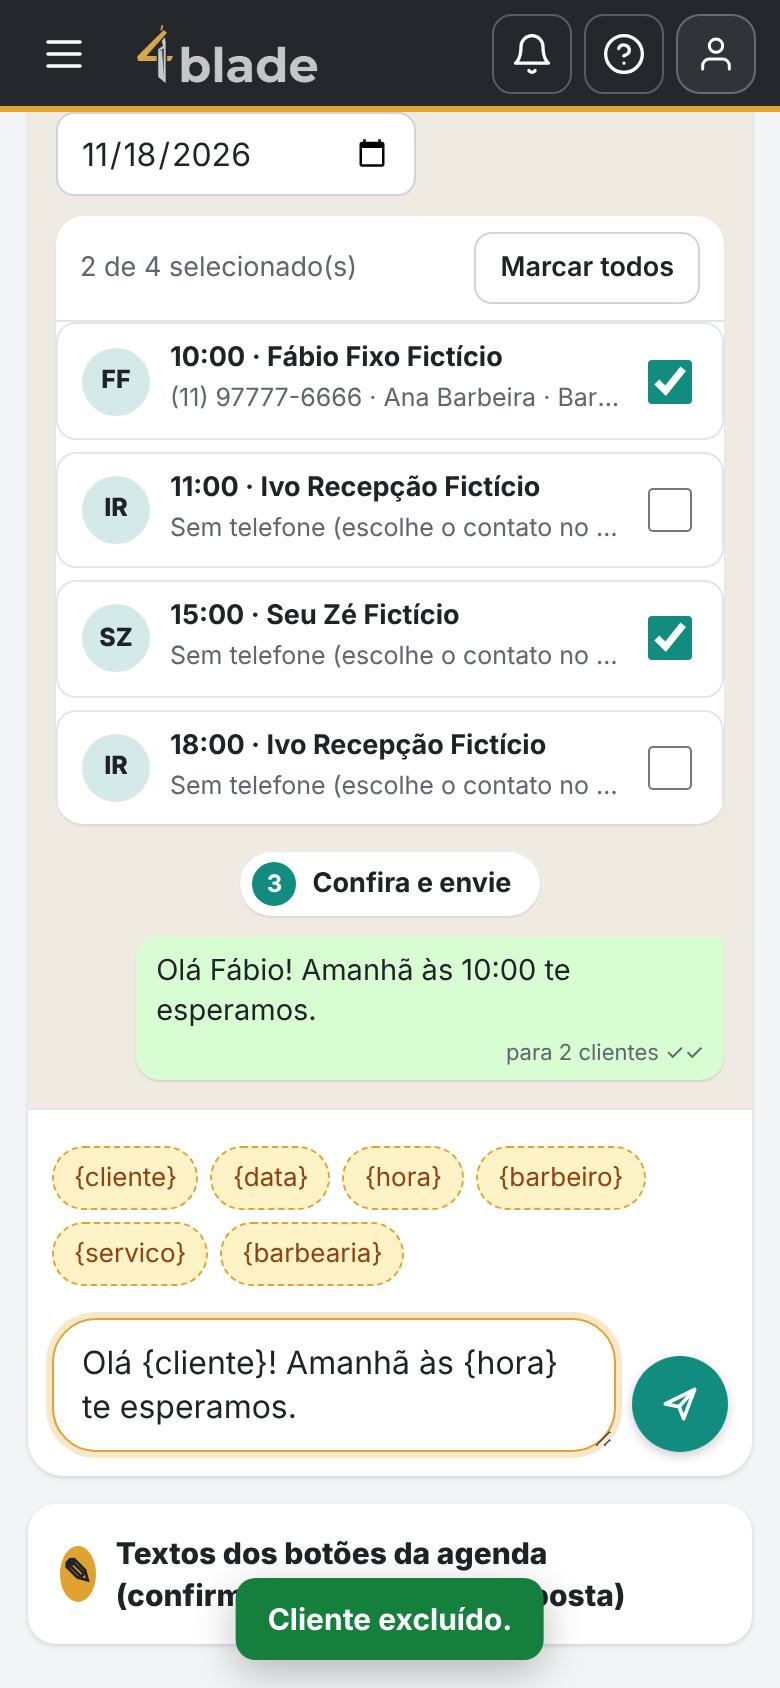 4blade
11/18/2026
2 de 4 selecionado(s)
Marcar todos
FF
10:00 · Fábio Fixo Fictício
(11) 97777-6666 · Ana Barbeira · Bar...
IR
11:00 · Ivo Recepção Fictício
Sem telefone (escolhe o contato no ...
SZ
15:00 · Seu Zé Fictício
Sem telefone (escolhe o contato no ...
IR
18:00 · Ivo Recepção Fictício
Sem telefone (escolhe o contato no ...
3 Confira e envie
Olá Fábio! Amanhã às 10:00 te
esperamos.
para 2 clientes ✓✓
{cliente} {data} {hora} {barbeiro}
{servico} {barbearia}
Olá {cliente}! Amanhã às {hora}
te esperamos.
Textos dos botões da agenda
Cliente excluído.